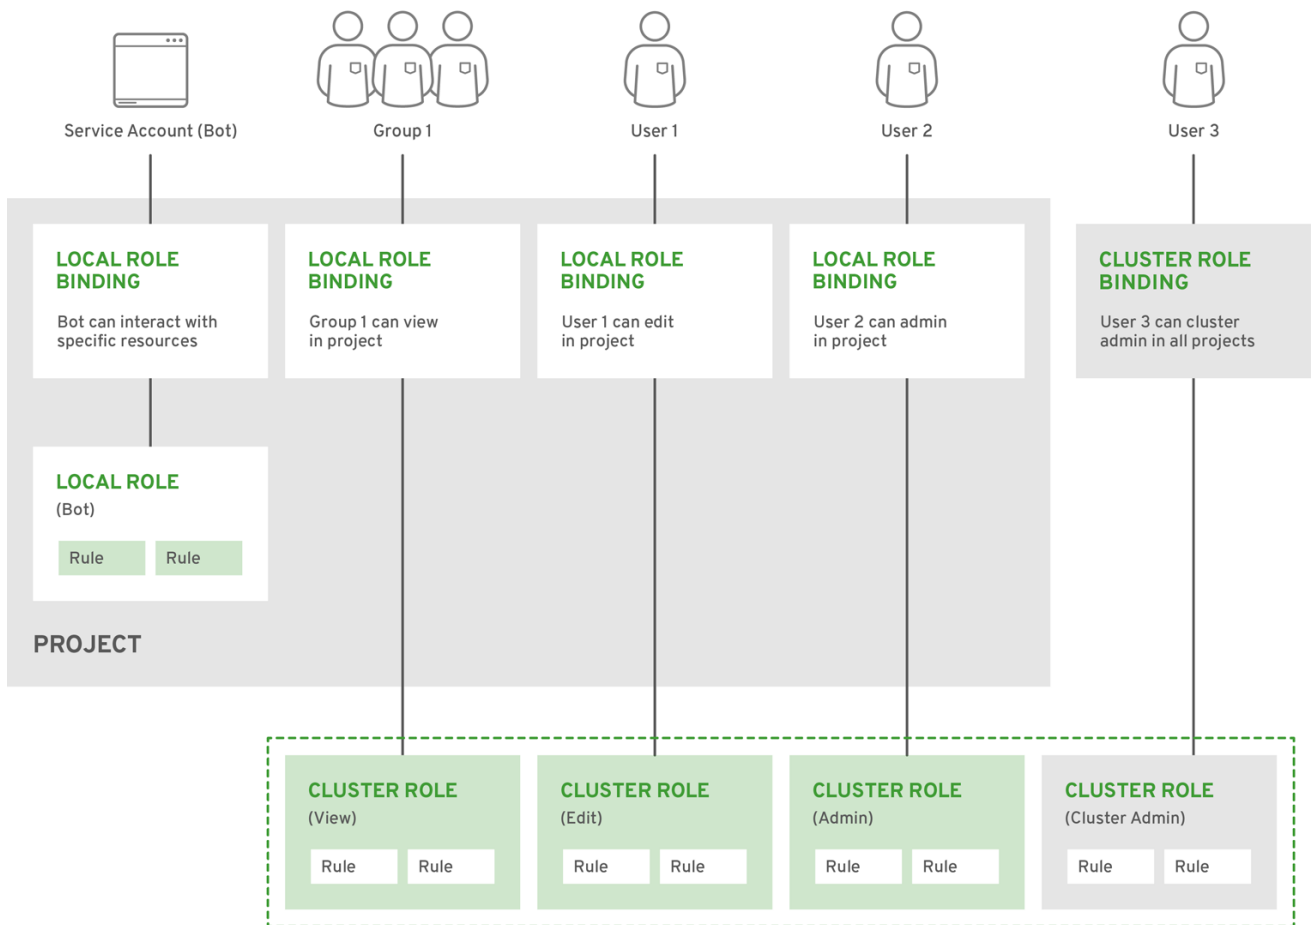 Service Account (Bot)
Group 1
User 1
User 2
User 3
LOCAL ROLE
BINDING
Bot can interact with
specific resources
LOCAL ROLE
BINDING
Group 1 can view
in project
LOCAL ROLE
BINDING
User 1 can edit
in project
LOCAL ROLE
BINDING
User 2 can admin
in project
CLUSTER ROLE
BINDING
User 3 can cluster
admin in all projects
LOCAL ROLE
(Bot)
Rule
Rule
PROJECT
CLUSTER ROLE
(View)
Rule
Rule
CLUSTER ROLE
(Edit)
Rule
Rule
CLUSTER ROLE
(Admin)
Rule
Rule
CLUSTER ROLE
(Cluster Admin)
Rule
Rule